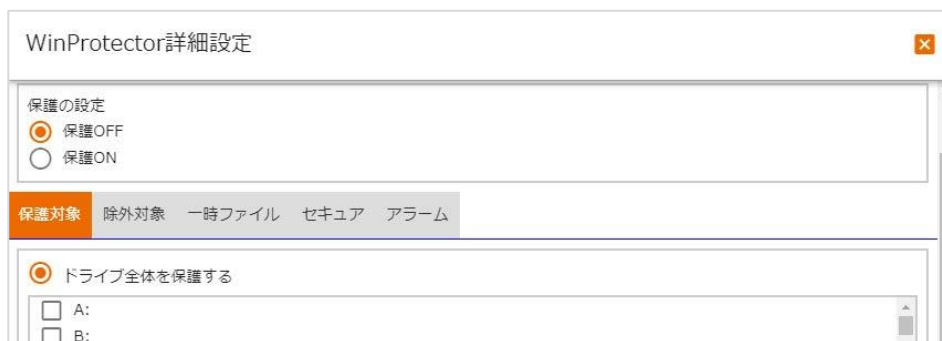 WinProtector詳細設定
保護の設定
保護OFF
保護ON
保護対象 除外対象 一時ファイル セキュア アラーム
ドライブ全体を保護する
A:
B: